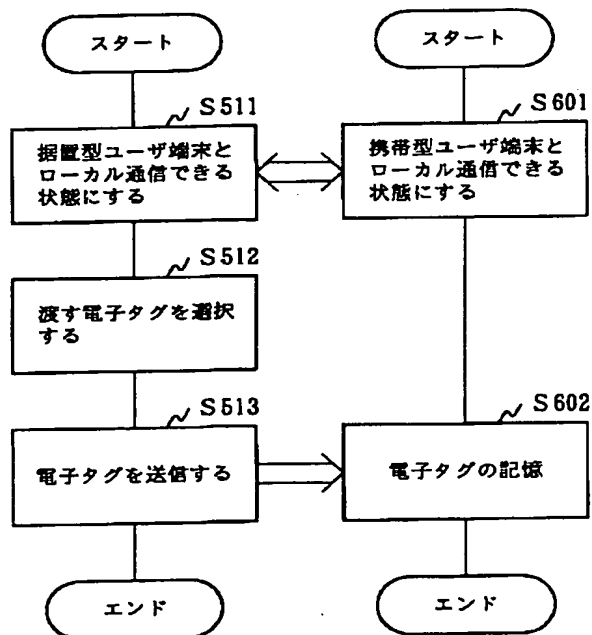 スタート
S511
据置型ユーザ端末と
ローカル通信できる
状態にする
S512
渡す電子タグを選択
する
S513
電子タグを送信する
エンド
スタート
S601
携帯型ユーザ端末と
ローカル通信できる
状態にする
S602
電子タグの記憶
エンド